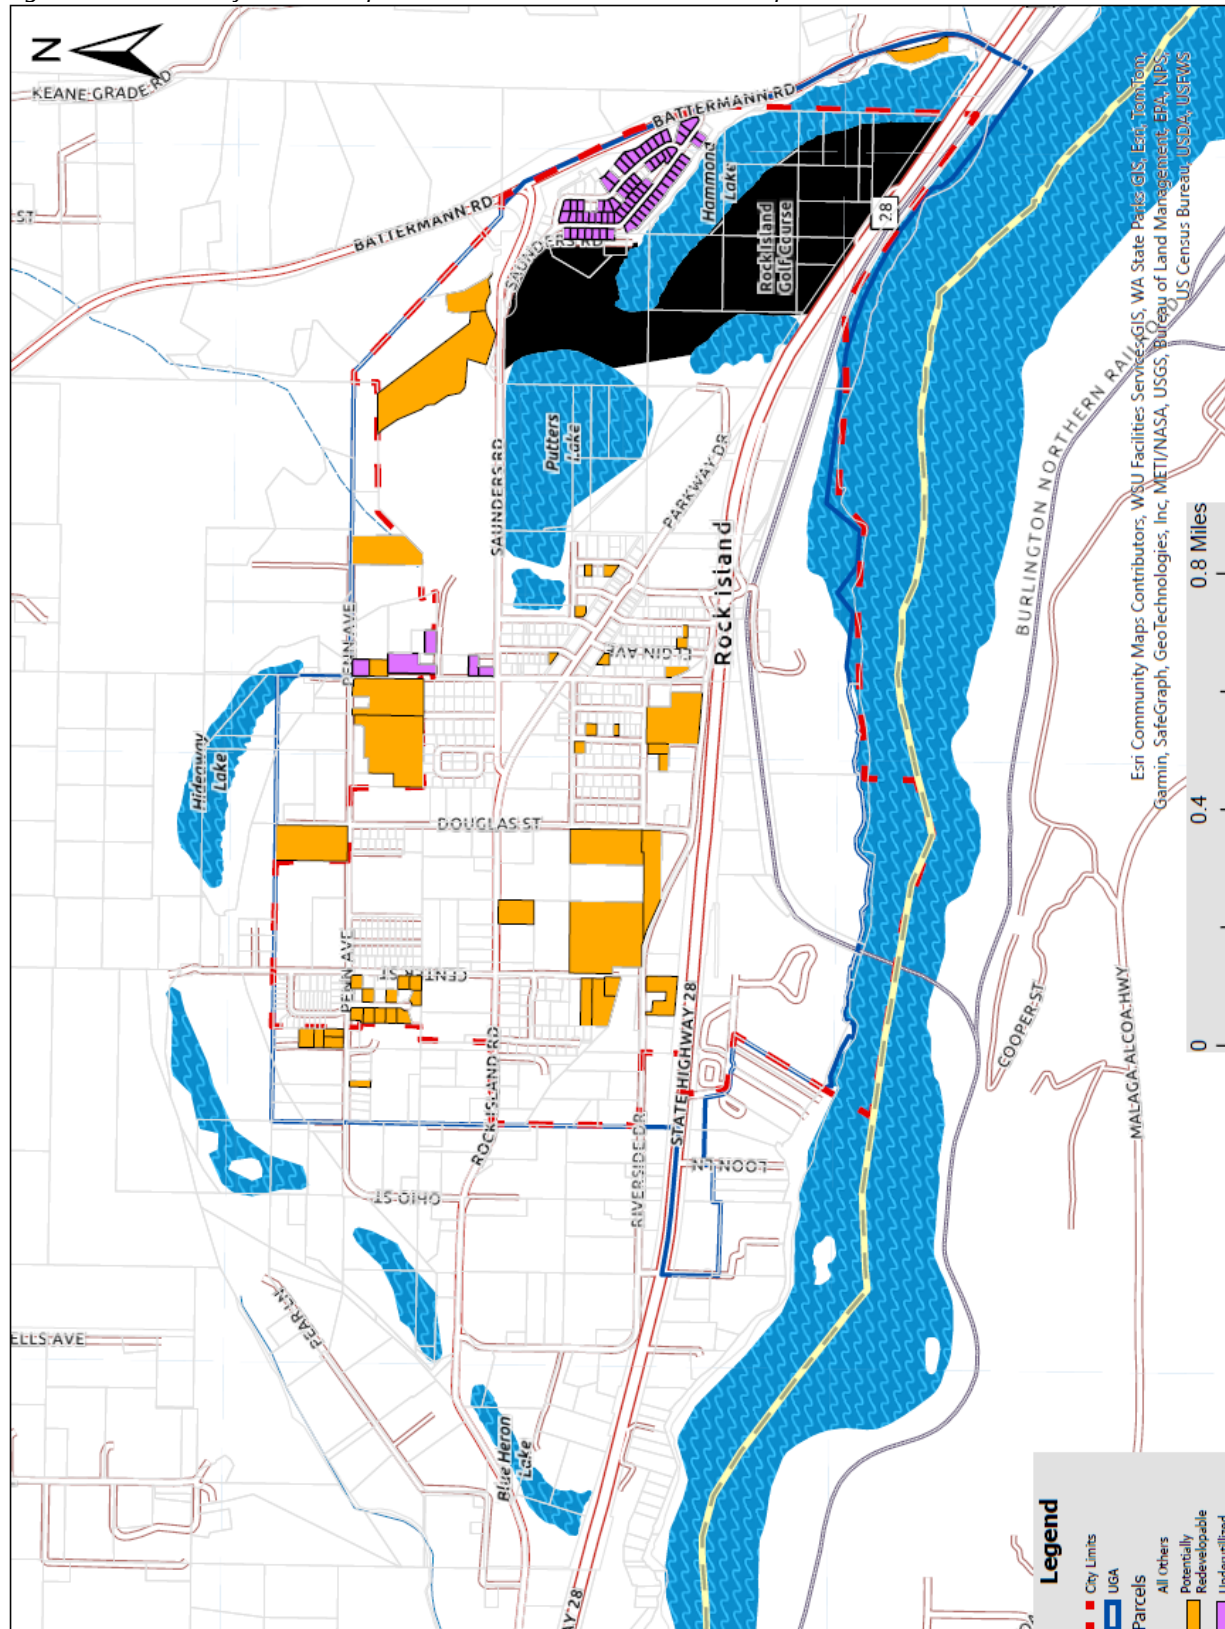 N
KEANE GRADE RD
ST
BATTERMANN RD
BATTERMANN RD
SAUNDERS RD
Hammond
Lake
Rock Island
Golf Course
28
SAUNDERS RD
Putters
Lake
PARKWAY DR
Rock island
ELGIN AVE
PENN AVE
Hideaway
Lake
DOUGLAS ST
PENN AVE
CENTER ST
ROCK ISLAND RD
STATE HIGHWAY 28
RIVERSIDE DR
LOON LN
OHIO ST
PEAR LN
ELLS AVE
Blue Heron
Lake
AY 28
BURLINGTON NORTHERN RAILROAD
COOPER ST
MALAGA ALCOA HWY
Esri Community Maps Contributors, WSU Facilities Services GIS, WA State Parks GIS, Esri, TomTom,
Garmin, SafeGraph, GeoTechnologies, Inc, METI/NASA, USGS, Bureau of Land Management, EPA, NPS,
US Census Bureau, USDA, USFWS
0 0.4 0.8 Miles
Legend
City Limits
UGA
Parcels
All Others
Potentially
Redevelopable
Underutilized